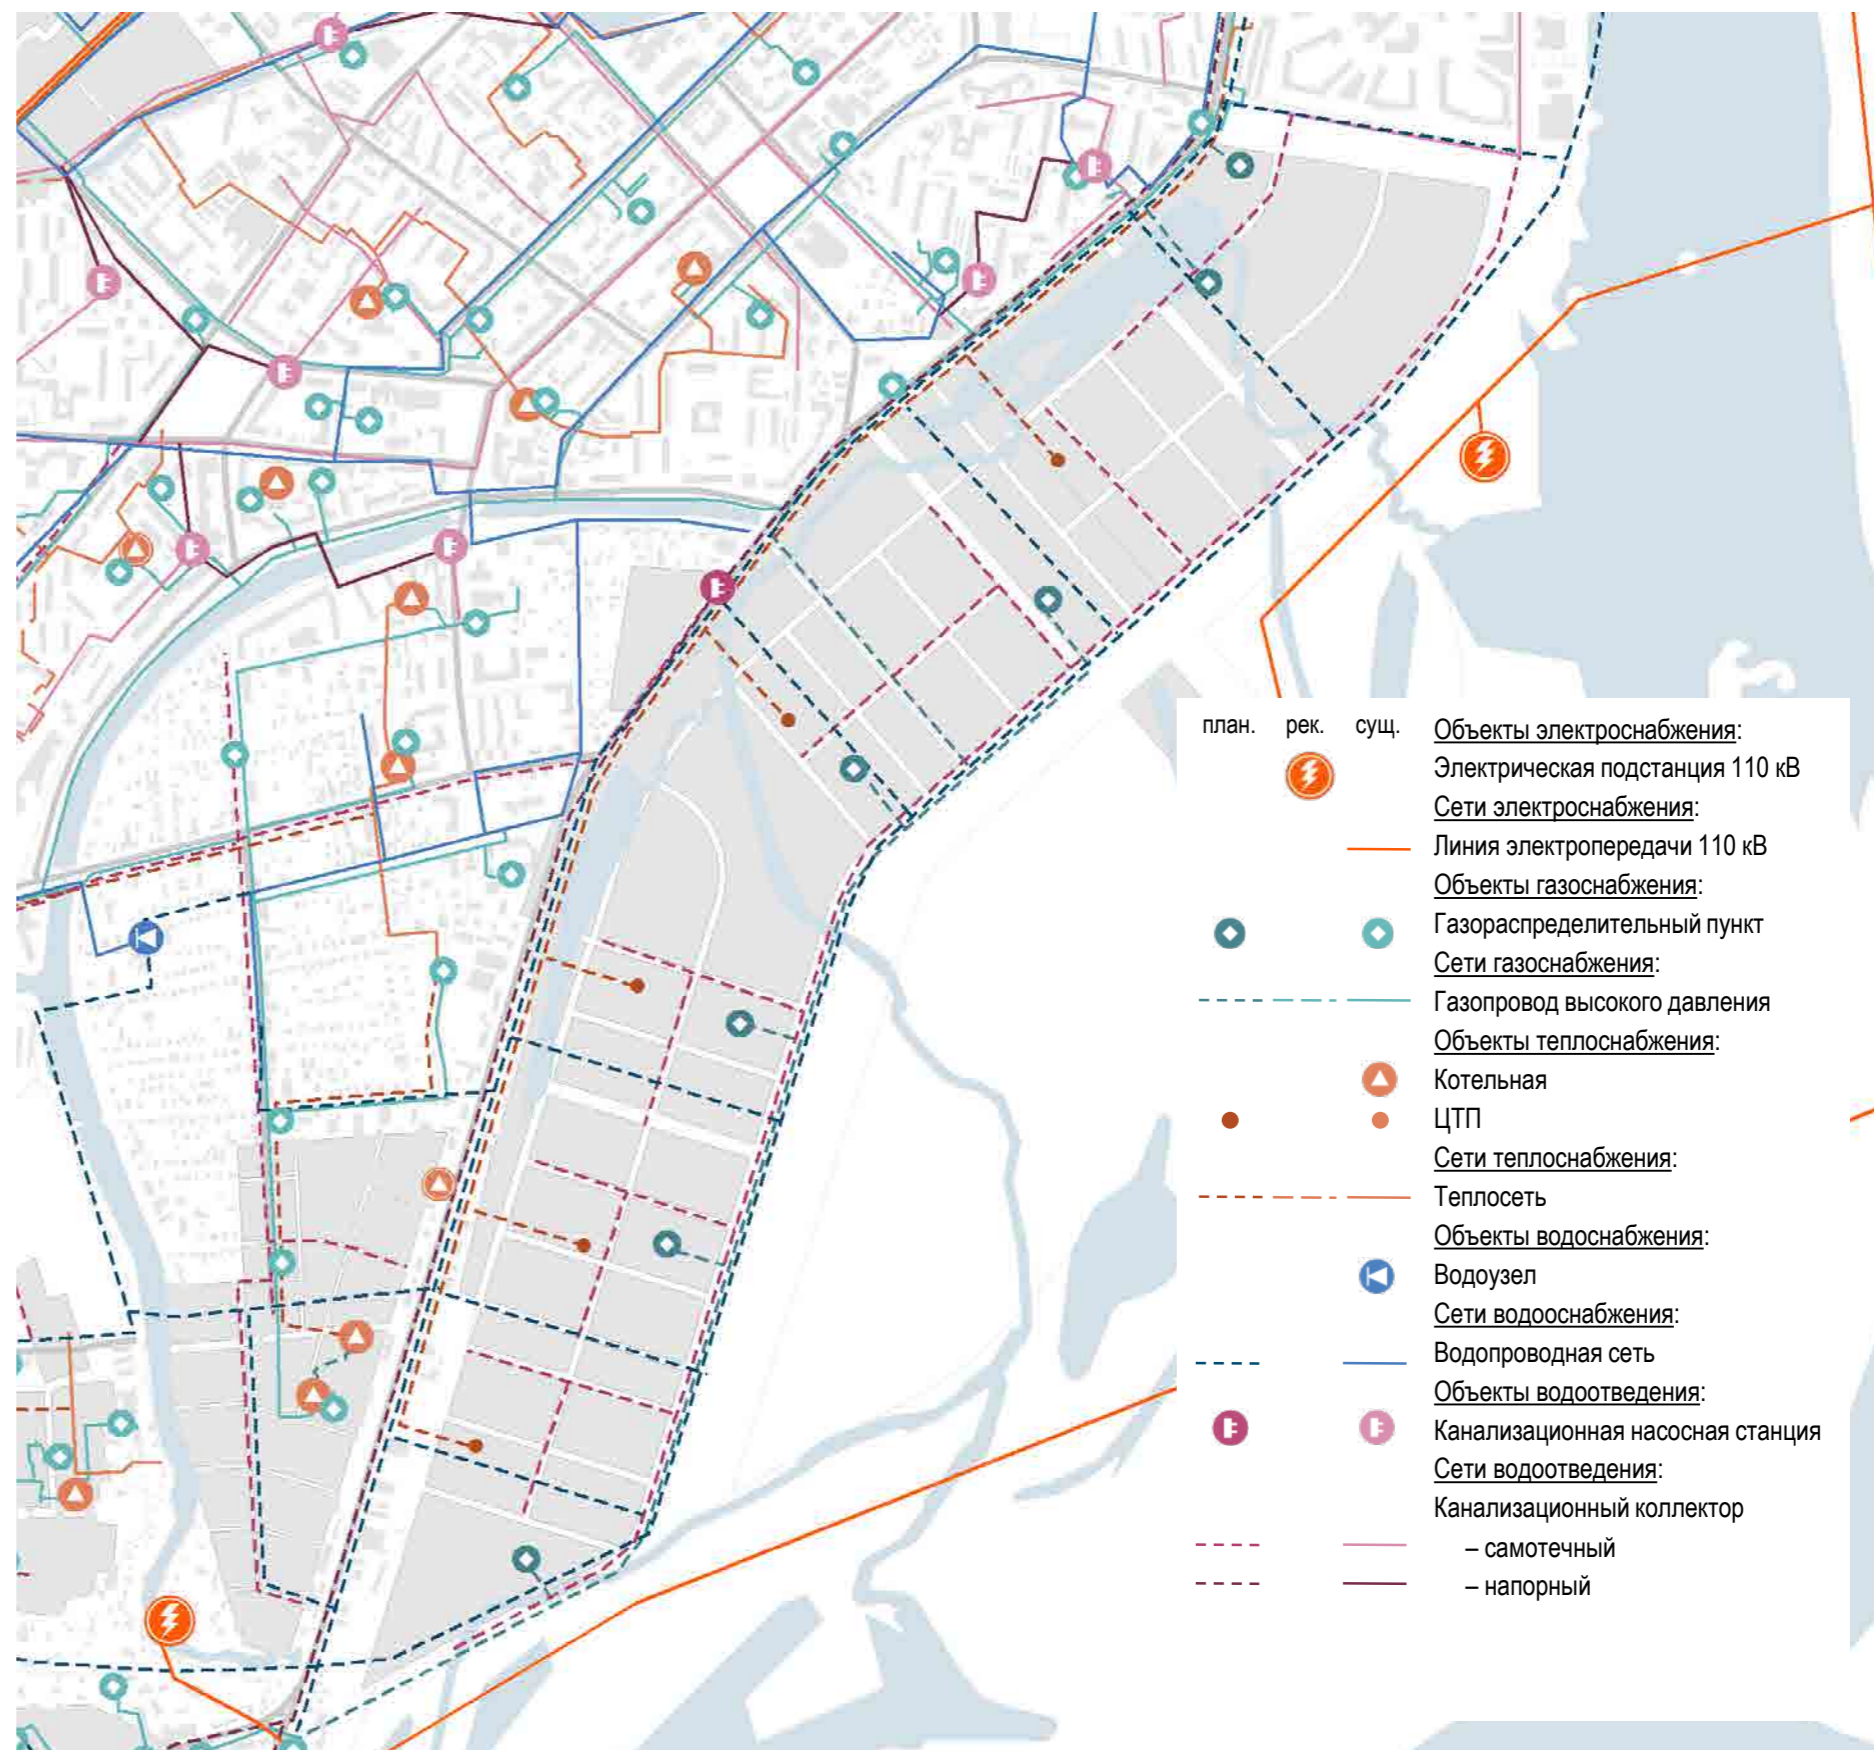 план. рек. сущ. Объекты электроснабжения:
Электрическая подстанция 110 кВ
Сети электроснабжения:
Линия электропередачи 110 кВ
Объекты газоснабжения:
Газораспределительный пункт
Сети газоснабжения:
Газопровод высокого давления
Объекты теплоснабжения:
Котельная
ЦТП
Сети теплоснабжения:
Теплосеть
Объекты водоснабжения:
Водоузел
Сети водооснабжения:
Водопроводная сеть
Объекты водоотведения:
Канализационная насосная станция
Сети водоотведения:
Канализационный коллектор
– самотечный
– напорный